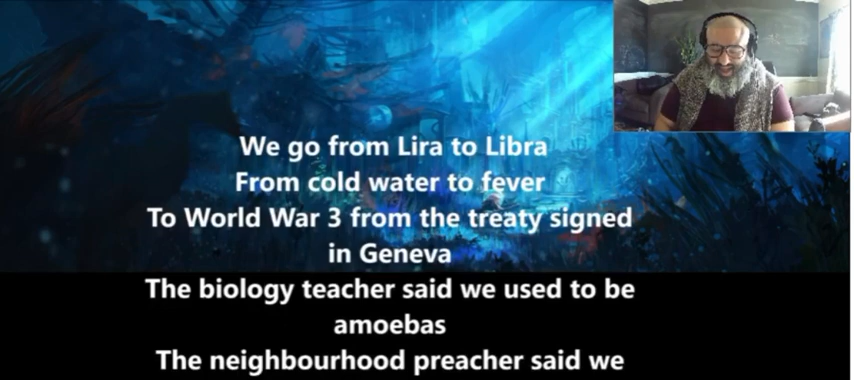 We go from Lira to Libra
From cold water to fever
To World War 3 from the treaty signed
in Geneva
The biology teacher said we used to be
amoebas
The neighbourhood preacher said we